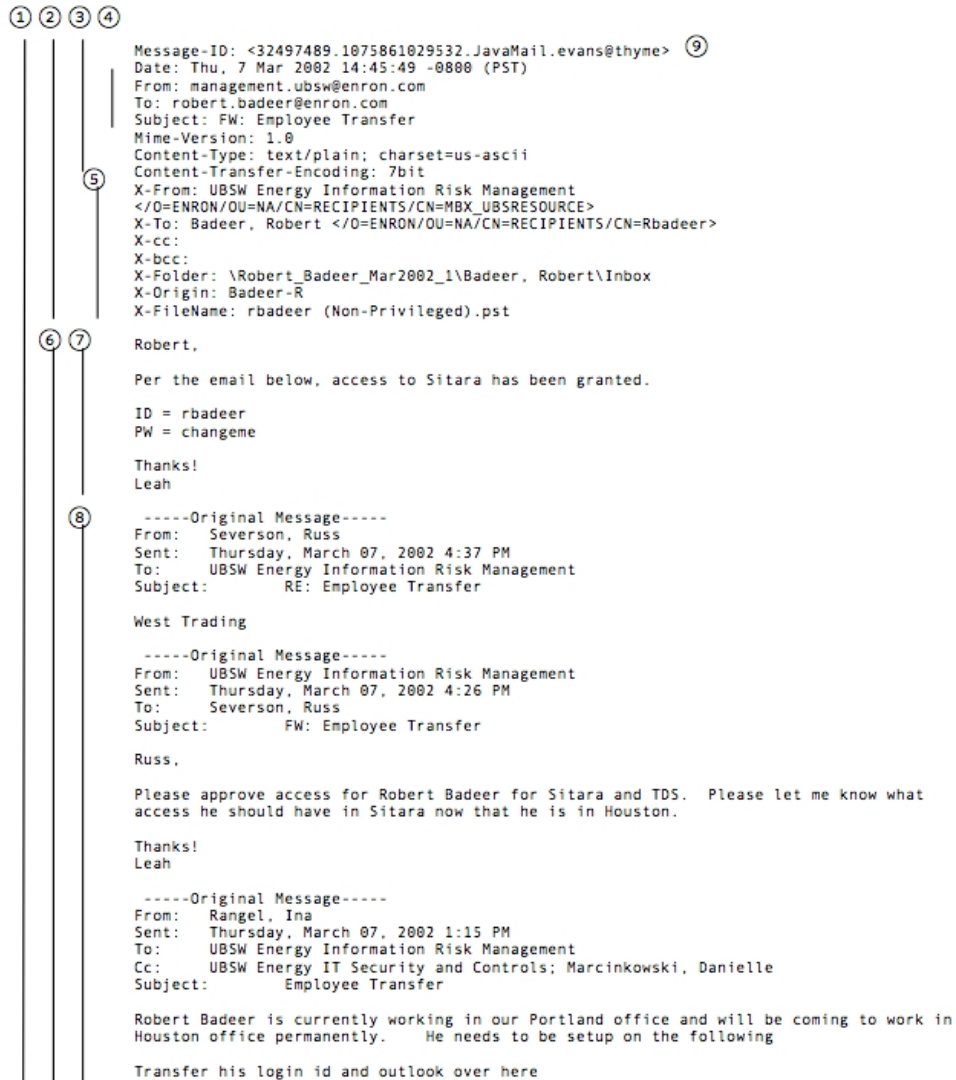 ① ② ③ ④
Message-ID: <32497489.1075861029532.JavaMail.evans@thyme> ⑨
Date: Thu, 7 Mar 2002 14:45:49 -0800 (PST)
From: management.ubsw@enron.com
To: robert.badeer@enron.com
Subject: FW: Employee Transfer
Mime-Version: 1.0
Content-Type: text/plain; charset=us-ascii
Content-Transfer-Encoding: 7bit
⑤
X-From: UBSW Energy Information Risk Management
</O=ENRON/OU=NA/CN=RECIPIENTS/CN=MBX_UBSRESOURCE>
X-To: Badeer, Robert </O=ENRON/OU=NA/CN=RECIPIENTS/CN=Rbadeer>
X-cc:
X-bcc:
X-Folder: \Robert_Badeer_Mar2002_1\Badeer, Robert\Inbox
X-Origin: Badeer-R
X-FileName: rbadeer (Non-Privileged).pst
⑥ ⑦ Robert,
Per the email below, access to Sitara has been granted.
ID = rbadeer
PW = changeme
Thanks!
Leah
⑧ -----Original Message-----
From: Severson, Russ
Sent: Thursday, March 07, 2002 4:37 PM
To: UBSW Energy Information Risk Management
Subject: RE: Employee Transfer
West Trading
-----Original Message-----
From: UBSW Energy Information Risk Management
Sent: Thursday, March 07, 2002 4:26 PM
To: Severson, Russ
Subject: FW: Employee Transfer
Russ,
Please approve access for Robert Badeer for Sitara and TDS. Please let me know what
access he should have in Sitara now that he is in Houston.
Thanks!
Leah
-----Original Message-----
From: Rangel, Ina
Sent: Thursday, March 07, 2002 1:15 PM
To: UBSW Energy Information Risk Management
Cc: UBSW Energy IT Security and Controls; Marcinkowski, Danielle
Subject: Employee Transfer
Robert Badeer is currently working in our Portland office and will be coming to work in
Houston office permanently. He needs to be setup on the following
Transfer his login id and outlook over here